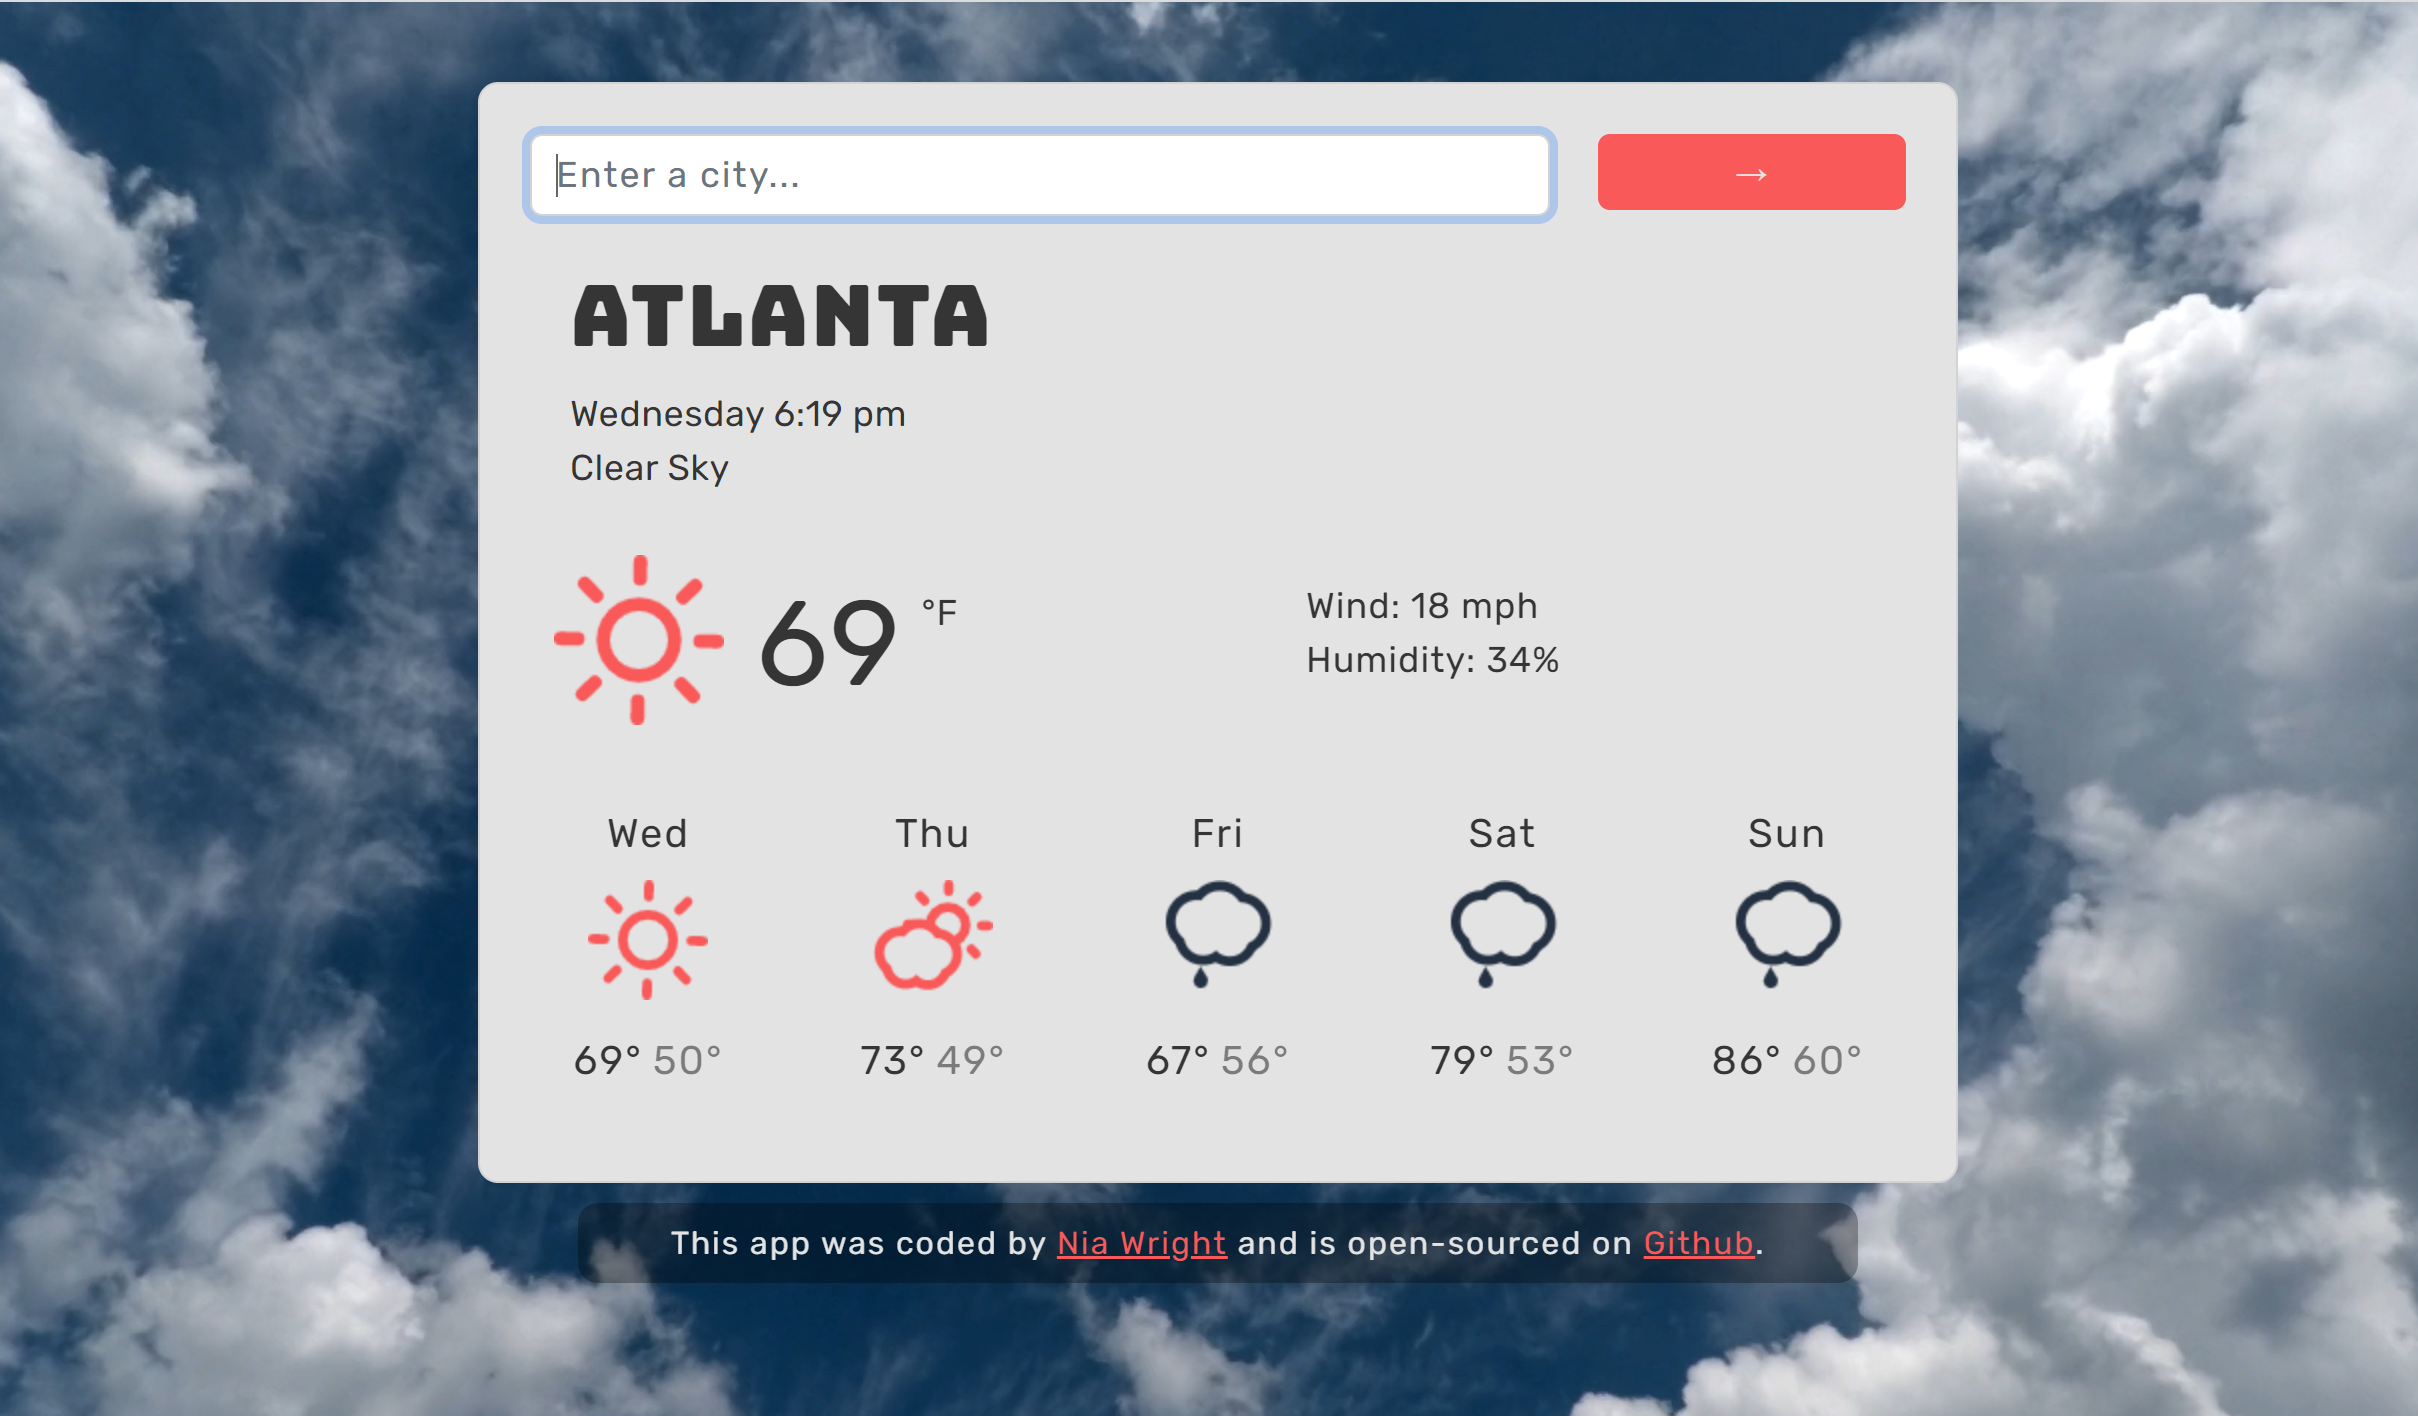 Enter a city...
→
ATLANTA
Wednesday 6:19 pm
Clear Sky
69 °F
Wind: 18 mph
Humidity: 34%
Wed Thu Fri Sat Sun
69° 50° 73° 49° 67° 56° 79° 53° 86° 60°
This app was coded by Nia Wright and is open-sourced on Github.